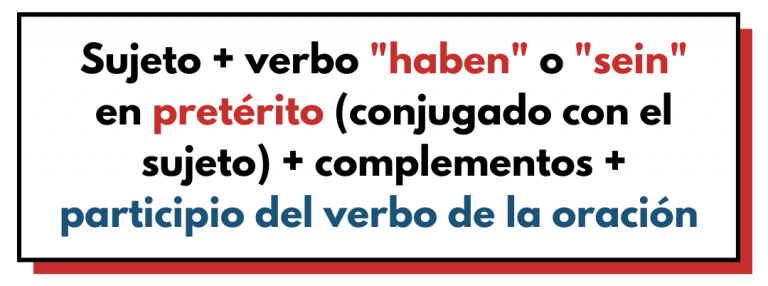 Sujeto + verbo "haben" o "sein"
en pretérito (conjugado con el
sujeto) + complementos +
participio del verbo de la oración